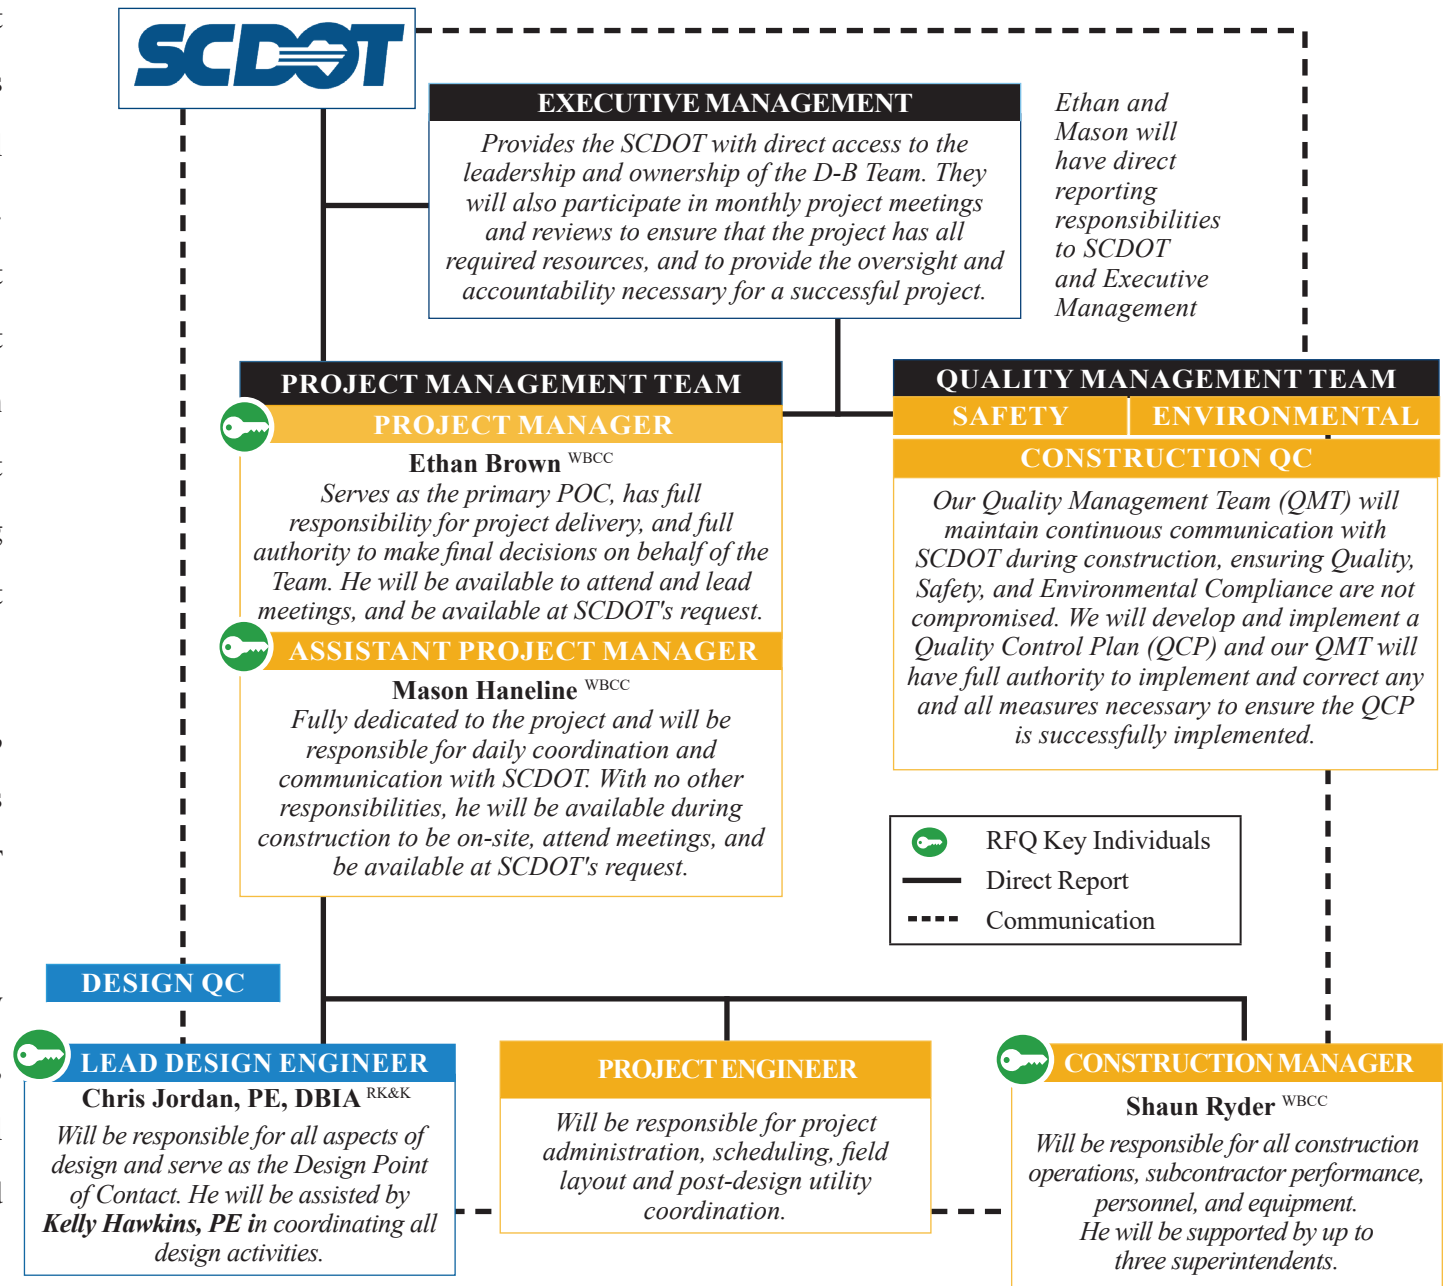 SCDOT
EXECUTIVE MANAGEMENT
Provides the SCDOT with direct access to the
leadership and ownership of the D-B Team. They
will also participate in monthly project meetings
and reviews to ensure that the project has all
required resources, and to provide the oversight and
accountability necessary for a successful project.
Ethan and
Mason will
have direct
reporting
responsibilities
to SCDOT
and Executive
Management
PROJECT MANAGEMENT TEAM
PROJECT MANAGER
Ethan Brown WBCC
Serves as the primary POC, has full
responsibility for project delivery, and full
authority to make final decisions on behalf of the
Team. He will be available to attend and lead
meetings, and be available at SCDOT's request.
ASSISTANT PROJECT MANAGER
Mason Haneline WBCC
Fully dedicated to the project and will be
responsible for daily coordination and
communication with SCDOT. With no other
responsibilities, he will be available during
construction to be on-site, attend meetings, and
be available at SCDOT's request.
QUALITY MANAGEMENT TEAM
SAFETY ENVIRONMENTAL
CONSTRUCTION QC
Our Quality Management Team (QMT) will
maintain continuous communication with
SCDOT during construction, ensuring Quality,
Safety, and Environmental Compliance are not
compromised. We will develop and implement a
Quality Control Plan (QCP) and our QMT will
have full authority to implement and correct any
and all measures necessary to ensure the QCP
is successfully implemented.
RFQ Key Individuals
Direct Report
Communication
DESIGN QC
LEAD DESIGN ENGINEER
Chris Jordan, PE, DBIA RK&K
Will be responsible for all aspects of
design and serve as the Design Point
of Contact. He will be assisted by
Kelly Hawkins, PE in coordinating all
design activities.
PROJECT ENGINEER
Will be responsible for project
administration, scheduling, field
layout and post-design utility
coordination.
CONSTRUCTION MANAGER
Shaun Ryder WBCC
Will be responsible for all construction
operations, subcontractor performance,
personnel, and equipment.
He will be supported by up to
three superintendents.